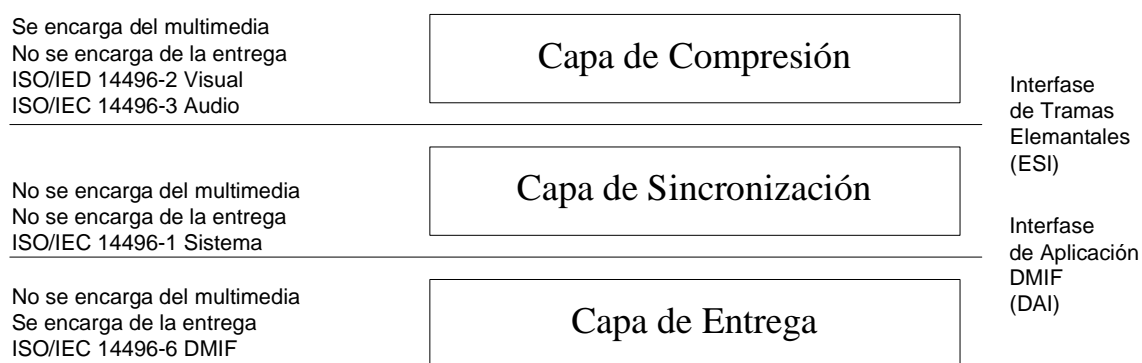 Se encarga del multimedia
No se encarga de la entrega
ISO/IED 14496-2 Visual
ISO/IEC 14496-3 Audio
Capa de Compresión
Interfase
de Tramas
Elemantales
(ESI)
No se encarga del multimedia
No se encarga de la entrega
ISO/IEC 14496-1 Sistema
Capa de Sincronización
Interfase
de Aplicación
DMIF
(DAI)
No se encarga del multimedia
Se encarga de la entrega
ISO/IEC 14496-6 DMIF
Capa de Entrega